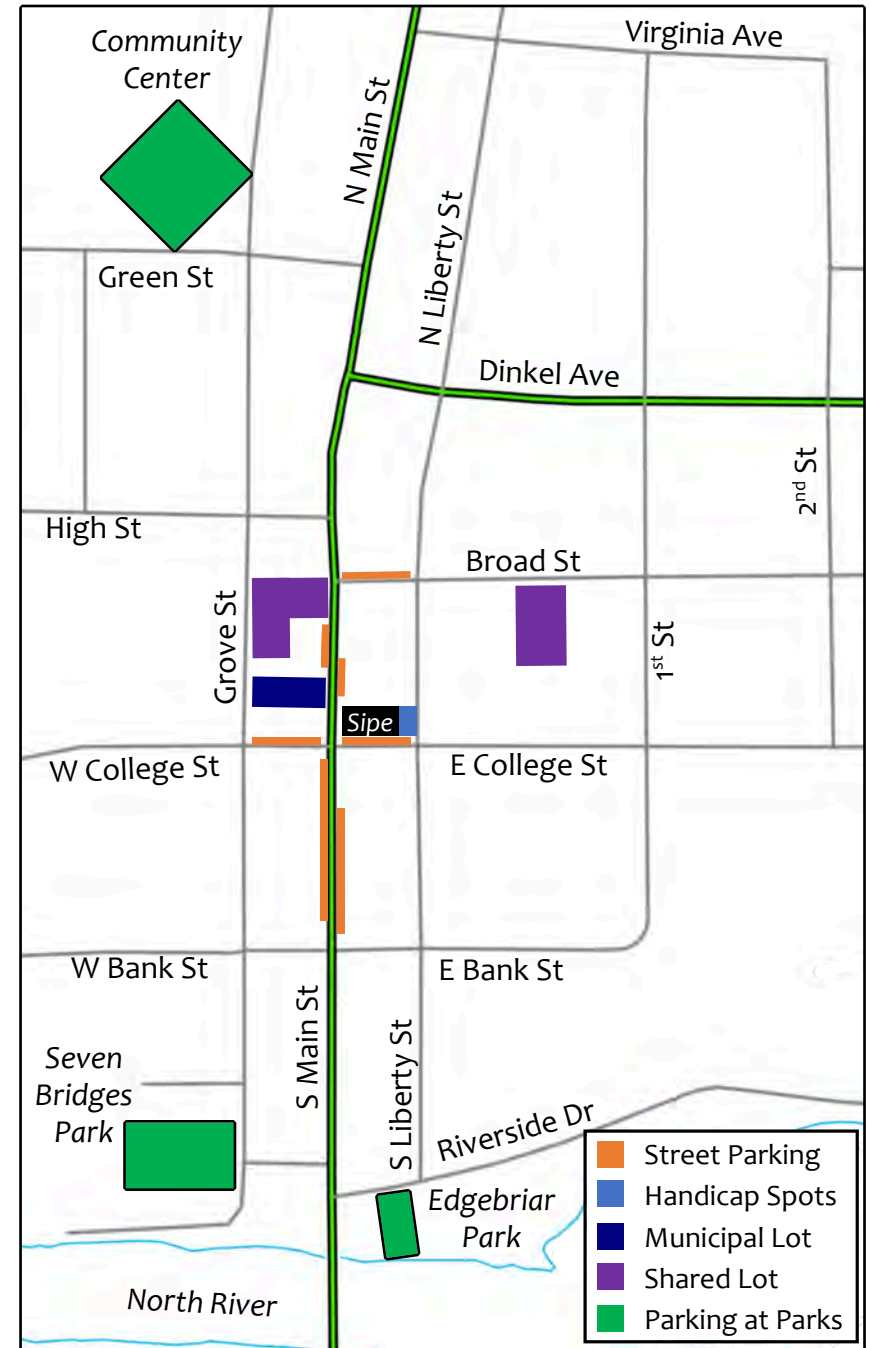 Community
Center
Virginia Ave
N Main St
N Liberty St
Green St
Dinkel Ave
2nd St
High St
Broad St
Grove St
1st St
Sipe
W College St
E College St
W Bank St
E Bank St
S Main St
S Liberty St
Seven
Bridges
Park
Riverside Dr
Edgebriar
Park
North River
Street Parking
Handicap Spots
Municipal Lot
Shared Lot
Parking at Parks